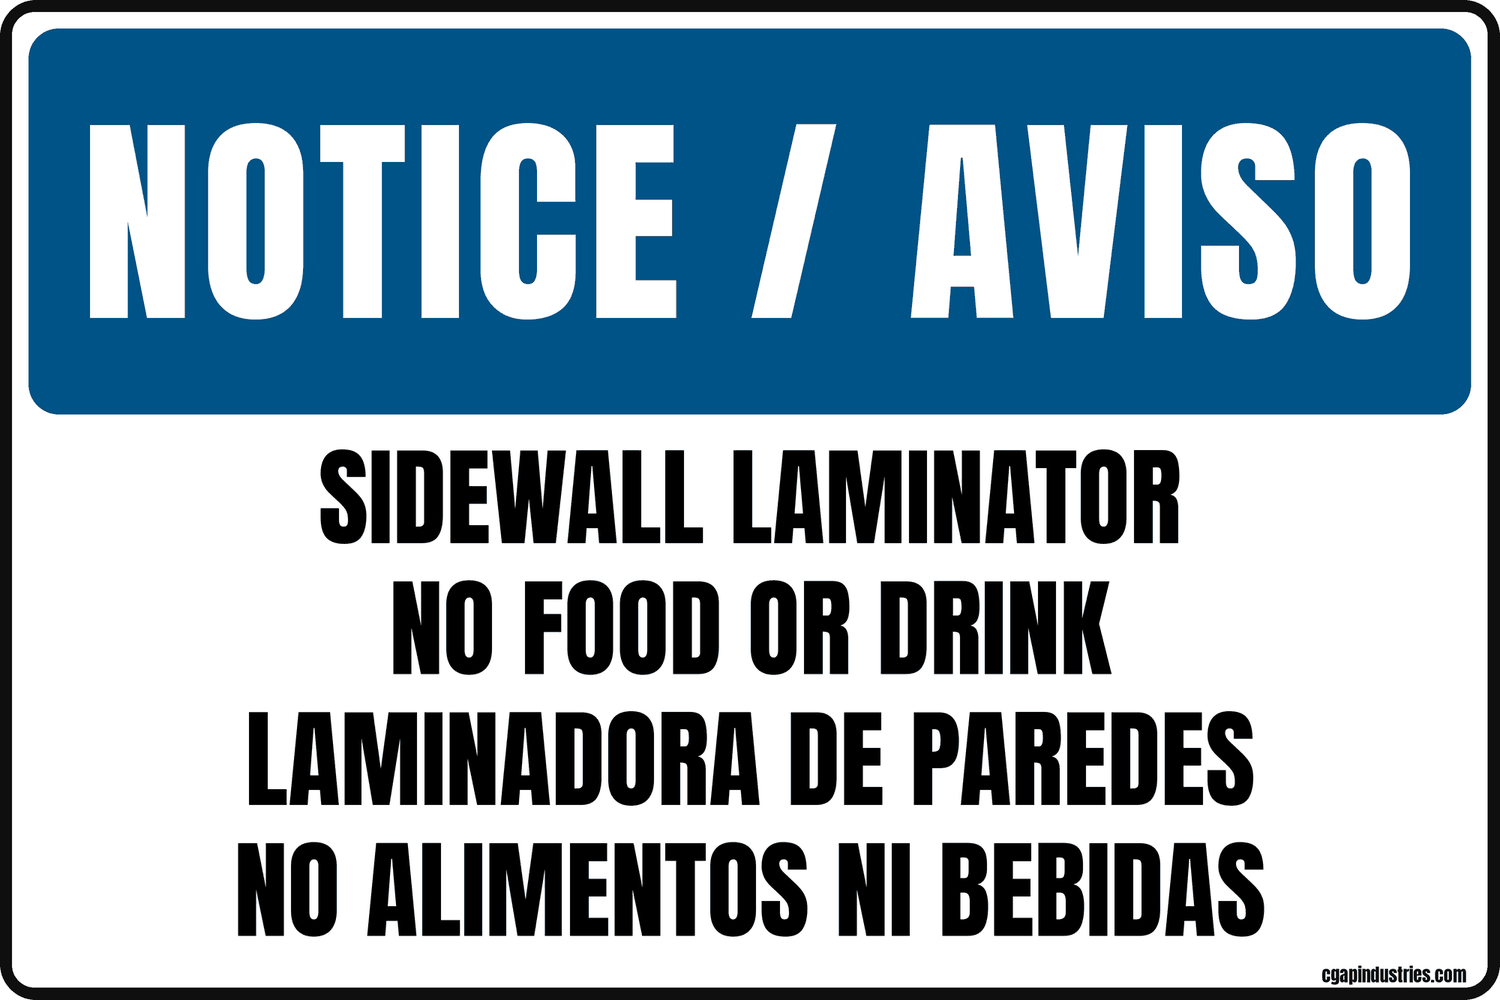 NOTICE / AVISO
SIDEWALL LAMINATOR
NO FOOD OR DRINK
LAMINADORA DE PAREDES
NO ALIMENTOS NI BEBIDAS
cgapindustries.com